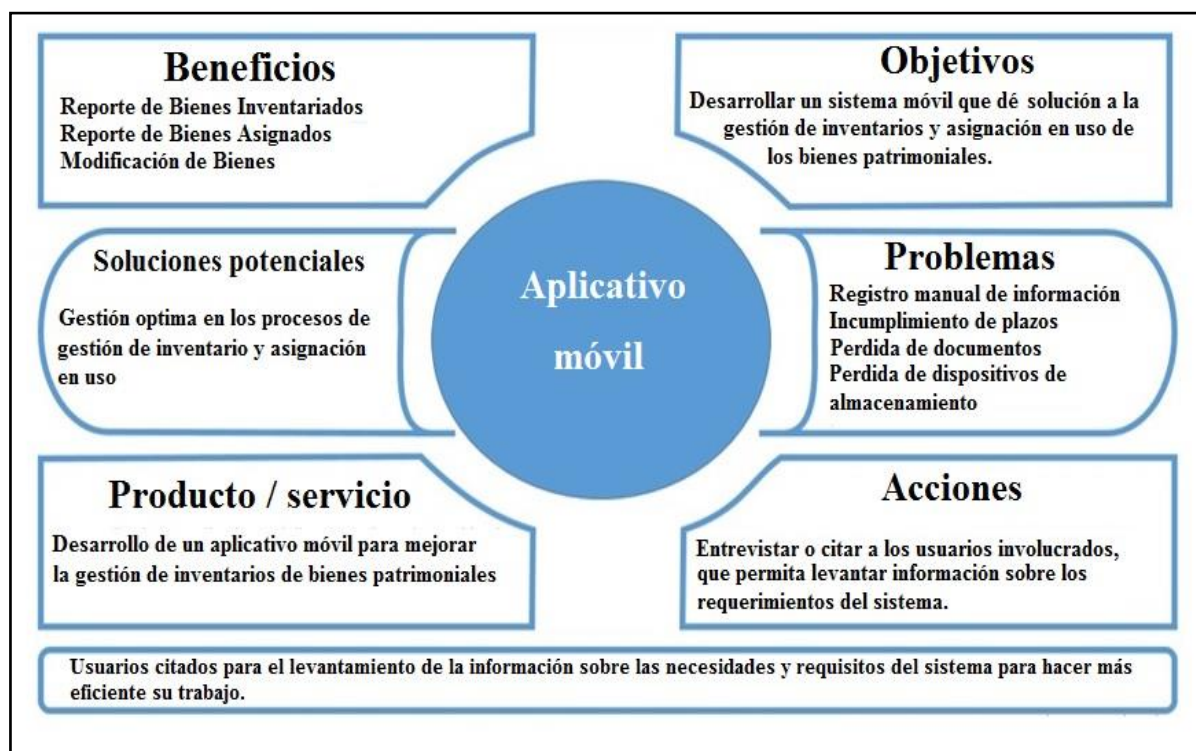 Beneficios
Reporte de Bienes Inventariados
Reporte de Bienes Asignados
Modificación de Bienes
Objetivos
Desarrollar un sistema móvil que dé solución a la
gestión de inventarios y asignación en uso de
los bienes patrimoniales.
Soluciones potenciales
Gestión optima en los procesos de
gestión de inventario y asignación
en uso
Aplicativo
móvil
Problemas
Registro manual de información
Incumplimiento de plazos
Perdida de documentos
Perdida de dispositivos de
almacenamiento
Producto / servicio
Desarrollo de un aplicativo móvil para mejorar
la gestión de inventarios de bienes patrimoniales
Acciones
Entrevistar o citar a los usuarios involucrados,
que permita levantar información sobre los
requerimientos del sistema.
Usuarios citados para el levantamiento de la información sobre las necesidades y requisitos del sistema para hacer más
eficiente su trabajo.